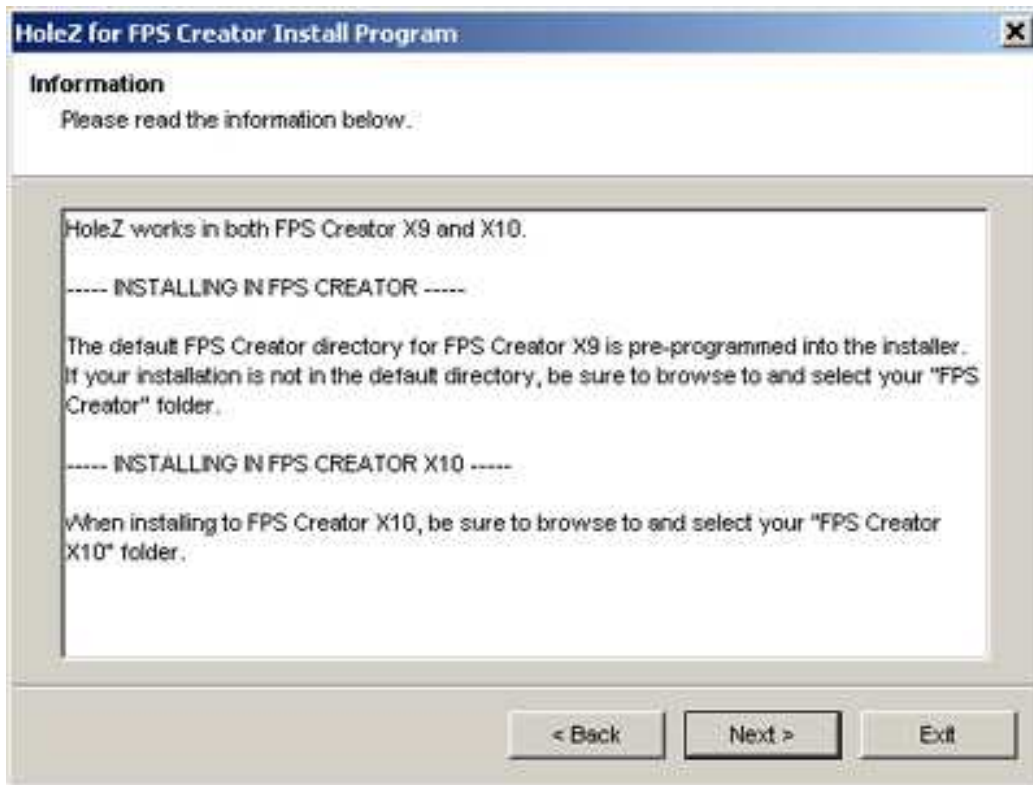 HoleZ for FPS Creator Install Program
Information
Please read the information below.
HoleZ works in both FPS Creator X9 and X10.
----- INSTALLING IN FPS CREATOR -----
The default FPS Creator directory for FPS Creator X9 is pre-programmed into the installer.
If your installation is not in the default directory, be sure to browse to and select your "FPS
Creator" folder.
----- INSTALLING IN FPS CREATOR X10 -----
When installing to FPS Creator X10, be sure to browse to and select your "FPS Creator
X10" folder.
< Back
Next >
Exit